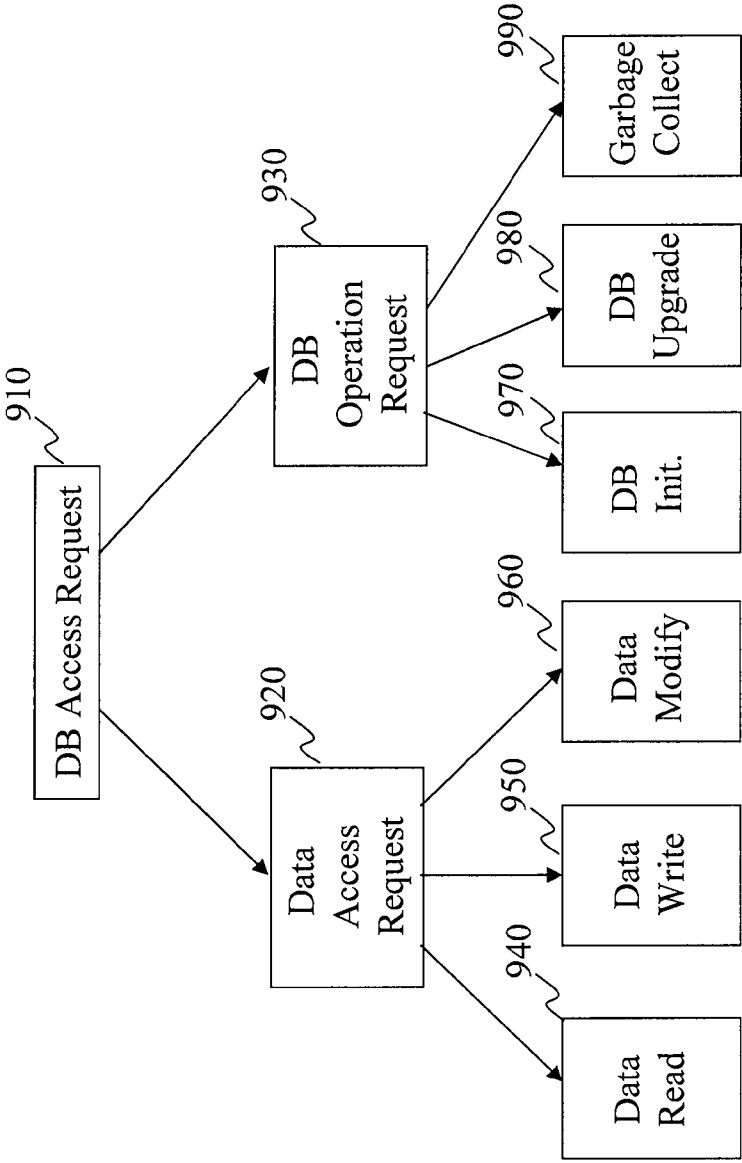 910
DB Access Request
920
Data
Access
Request
930
DB
Operation
Request
940
Data
Read
950
Data
Write
960
Data
Modify
970
DB
Init.
980
DB
Upgrade
990
Garbage
Collect